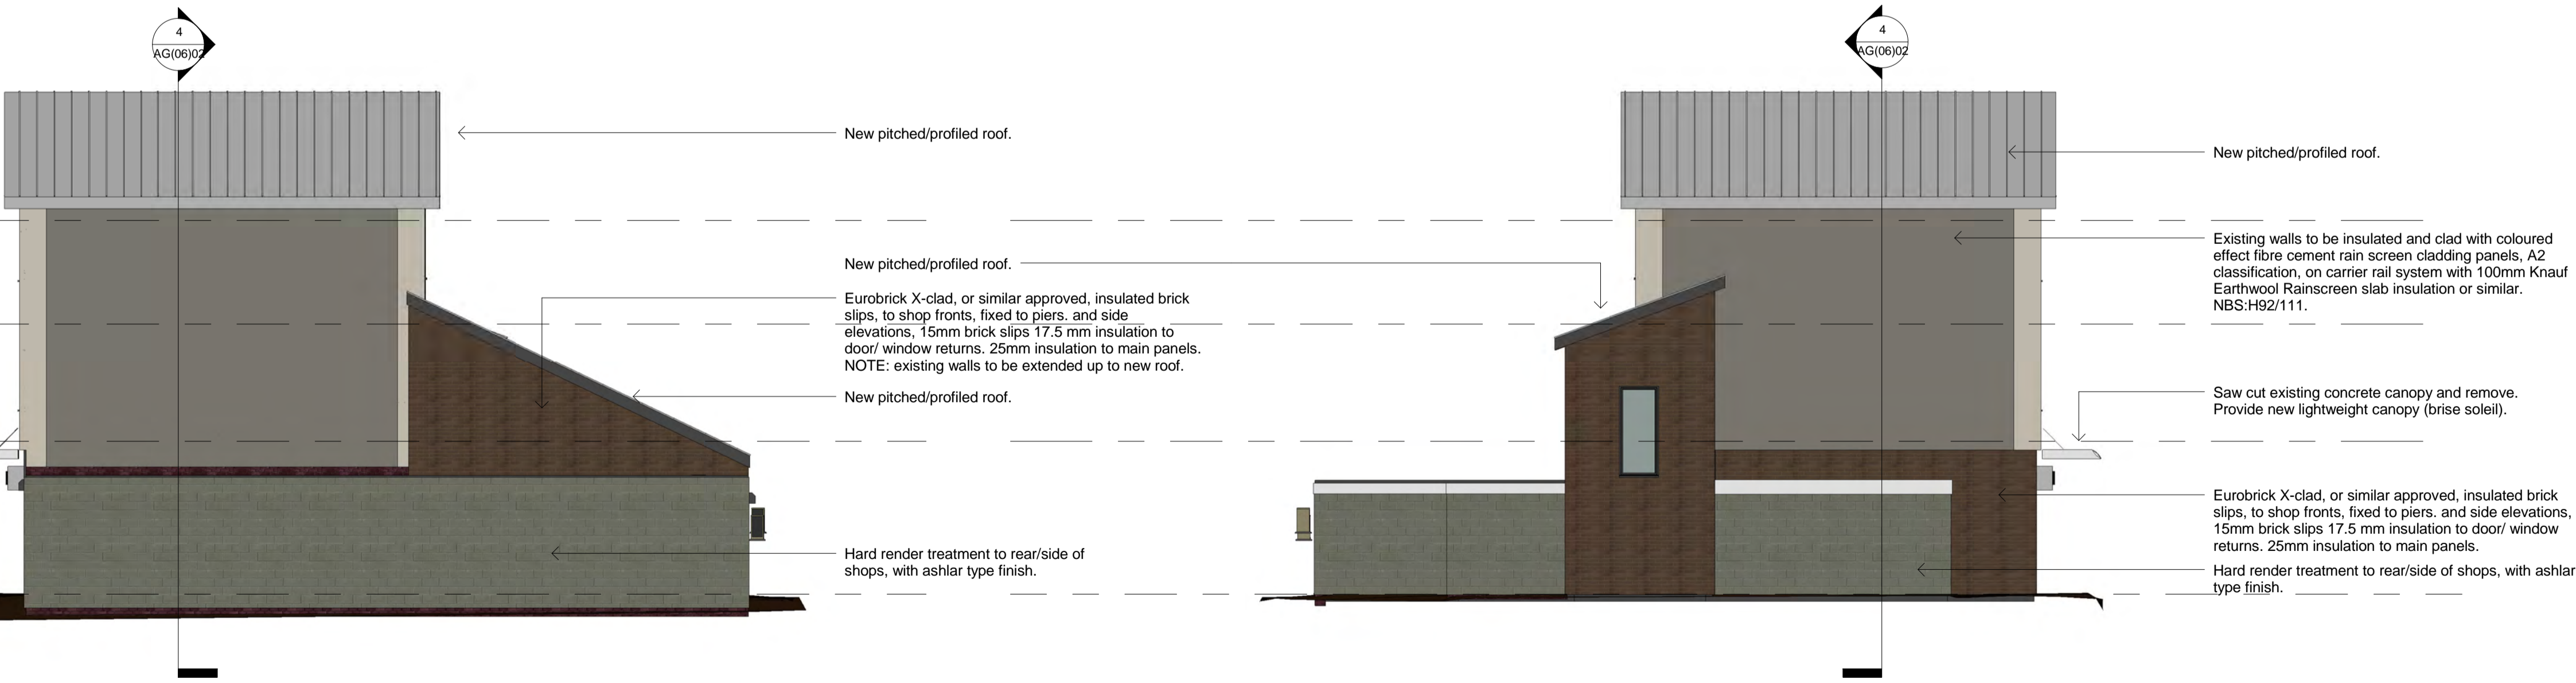 4
AG(06)02
New pitched/profiled roof.
New pitched/profiled roof.
Eurobrick X-clad, or similar approved, insulated brick
slips, to shop fronts, fixed to piers. and side
elevations, 15mm brick slips 17.5 mm insulation to
door/ window returns. 25mm insulation to main panels.
NOTE: existing walls to be extended up to new roof.
New pitched/profiled roof.
Hard render treatment to rear/side of
shops, with ashlar type finish.
4
AG(06)02
New pitched/profiled roof.
Existing walls to be insulated and clad with coloured
effect fibre cement rain screen cladding panels, A2
classification, on carrier rail system with 100mm Knauf
Earthwool Rainscreen slab insulation or similar.
NBS:H92/111.
Saw cut existing concrete canopy and remove.
Provide new lightweight canopy (brise soleil).
Eurobrick X-clad, or similar approved, insulated brick
slips, to shop fronts, fixed to piers. and side elevations,
15mm brick slips 17.5 mm insulation to door/ window
returns. 25mm insulation to main panels.
Hard render treatment to rear/side of shops, with ashlar
type finish.